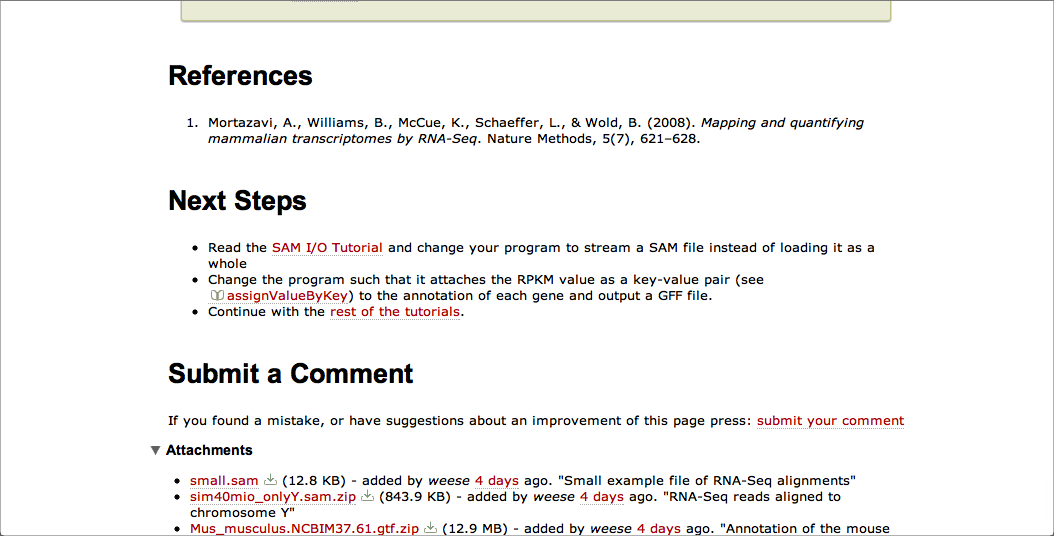 References
1. Mortazavi, A., Williams, B., McCue, K., Schaeffer, L., & Wold, B. (2008). Mapping and quantifying
mammalian transcriptomes by RNA-Seq. Nature Methods, 5(7), 621–628.
Next Steps
• Read the SAM I/O Tutorial and change your program to stream a SAM file instead of loading it as a
whole
• Change the program such that it attaches the RPKM value as a key-value pair (see
assignValueByKey) to the annotation of each gene and output a GFF file.
• Continue with the rest of the tutorials.
Submit a Comment
If you found a mistake, or have suggestions about an improvement of this page press: submit your comment
Attachments
• small.sam (12.8 KB) - added by weese 4 days ago. "Small example file of RNA-Seq alignments"
• sim40mio_onlyY.sam.zip (843.9 KB) - added by weese 4 days ago. "RNA-Seq reads aligned to
chromosome Y"
• Mus_musculus.NCBIM37.61.gtf.zip (12.9 MB) - added by weese 4 days ago. "Annotation of the mouse